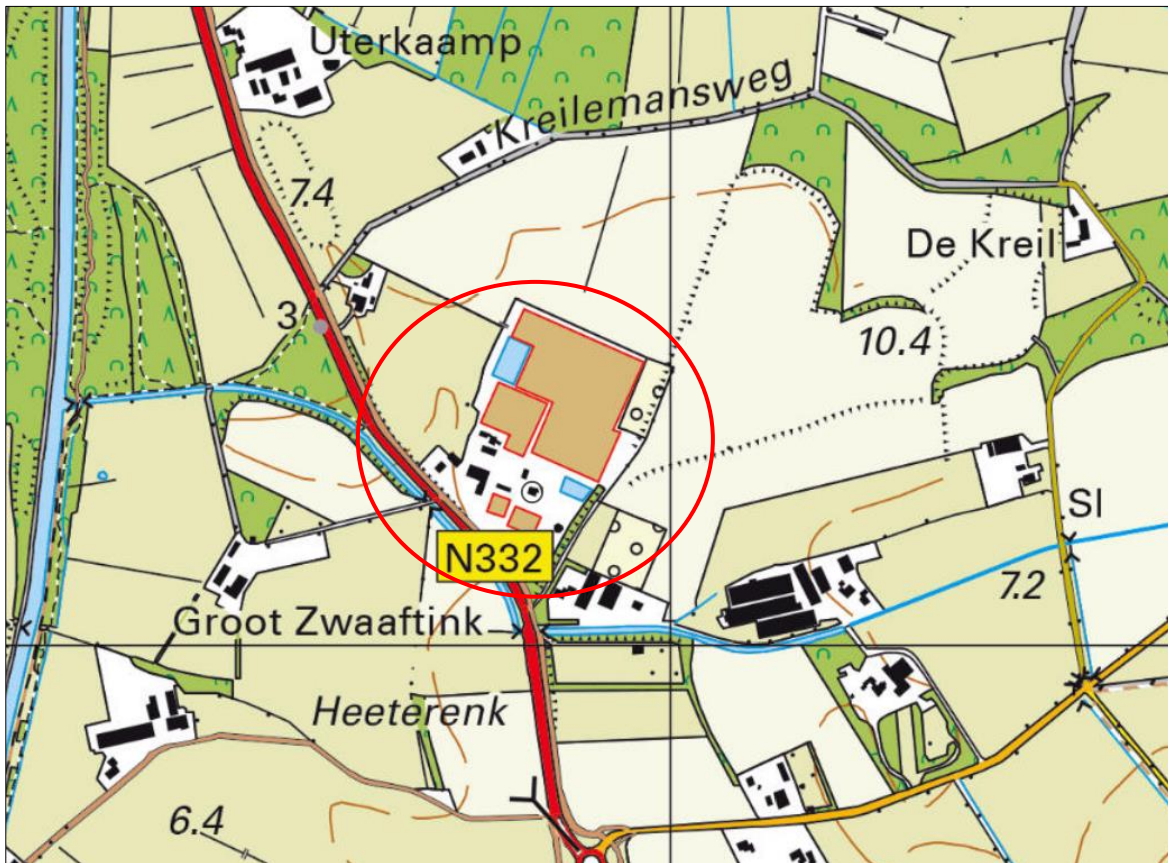 Uterkaamp
Kreilemansweg
7.4
De Kreil
3
10.4
Sl
N332
7.2
Groot Zwaaftink
Heeterenk
6.4